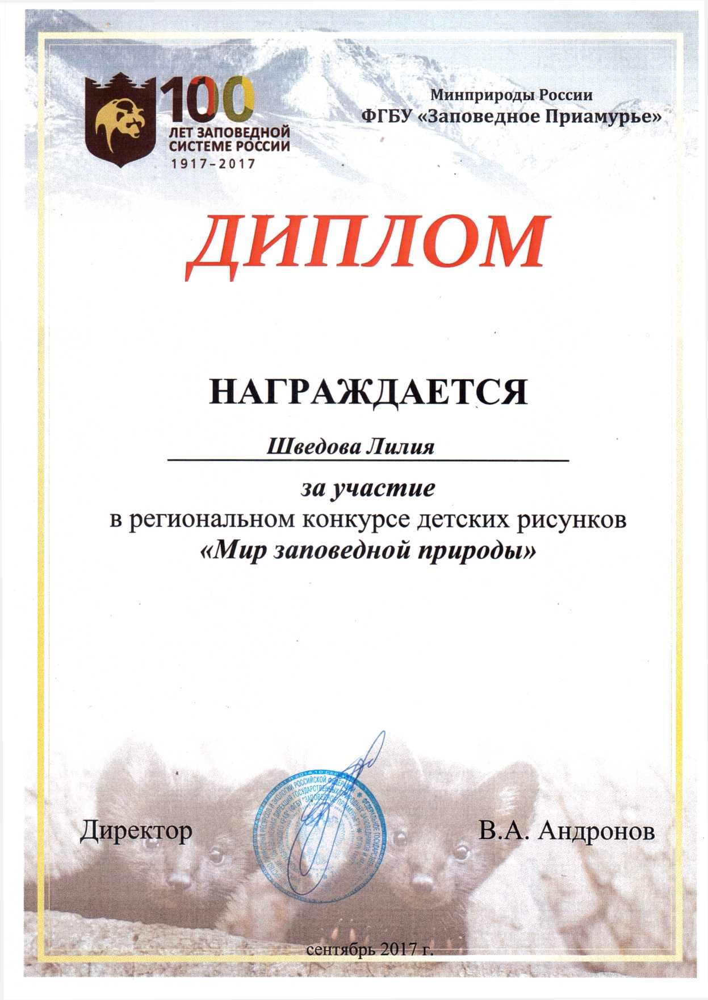 100
ЛЕТ ЗАПОВЕДНОЙ
СИСТЕМЕ РОССИИ
1917-2017
Минприроды России
ФГБУ «Заповедное Приамурье»
ДИПЛОМ
НАГРАЖДАЕТСЯ
Шведова Лилия
за участие
в региональном конкурсе детских рисунков
«Мир заповедной природы»
Директор
В.А. Андронов
сентябрь 2017 г.